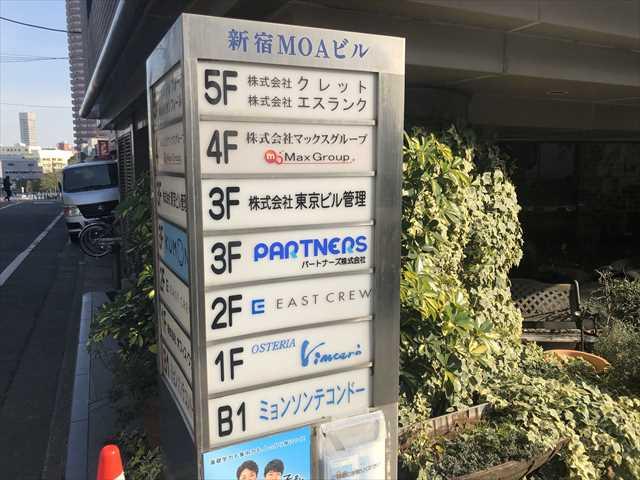 新宿MOAビル
5F 株式会社 クレット
株式会社 エスランク
4F 株式会社マックスグループ
Max Group
3F 株式会社 東京ビル管理
3F PARTNERS
パートナーズ株式会社
2F E EAST CREW
1F OSTERIA Vincerò
B1 ミョンソンテコンドー